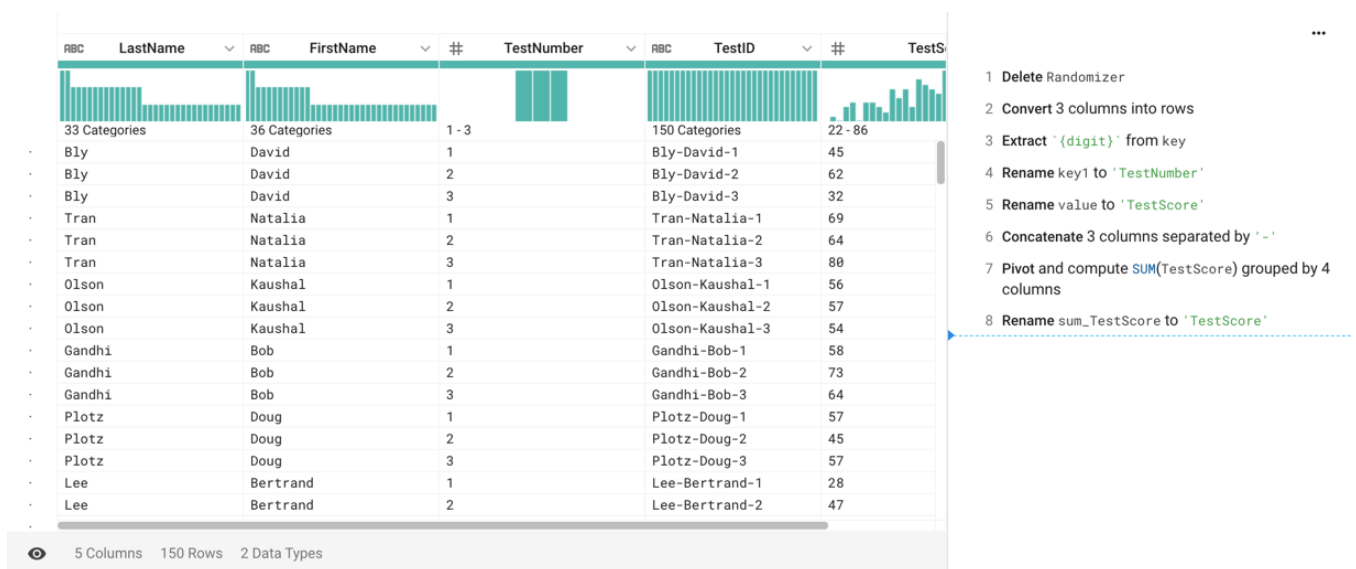 ABC LastName ABC FirstName # TestNumber ABC TestID # TestS
33 Categories 36 Categories 1 - 3 150 Categories 22 - 86
Bly David 1 Bly-David-1 45
Bly David 2 Bly-David-2 62
Bly David 3 Bly-David-3 32
Tran Natalia 1 Tran-Natalia-1 69
Tran Natalia 2 Tran-Natalia-2 64
Tran Natalia 3 Tran-Natalia-3 80
Olson Kaushal 1 Olson-Kaushal-1 56
Olson Kaushal 2 Olson-Kaushal-2 57
Olson Kaushal 3 Olson-Kaushal-3 54
Gandhi Bob 1 Gandhi-Bob-1 58
Gandhi Bob 2 Gandhi-Bob-2 73
Gandhi Bob 3 Gandhi-Bob-3 64
Plotz Doug 1 Plotz-Doug-1 57
Plotz Doug 2 Plotz-Doug-2 45
Plotz Doug 3 Plotz-Doug-3 57
Lee Bertrand 1 Lee-Bertrand-1 28
Lee Bertrand 2 Lee-Bertrand-2 47
5 Columns 150 Rows 2 Data Types
1 Delete Randomizer
2 Convert 3 columns into rows
3 Extract `{digit}` from key
4 Rename key1 to 'TestNumber'
5 Rename value to 'TestScore'
6 Concatenate 3 columns separated by '-'
7 Pivot and compute SUM(TestScore) grouped by 4
columns
8 Rename sum_TestScore to 'TestScore'